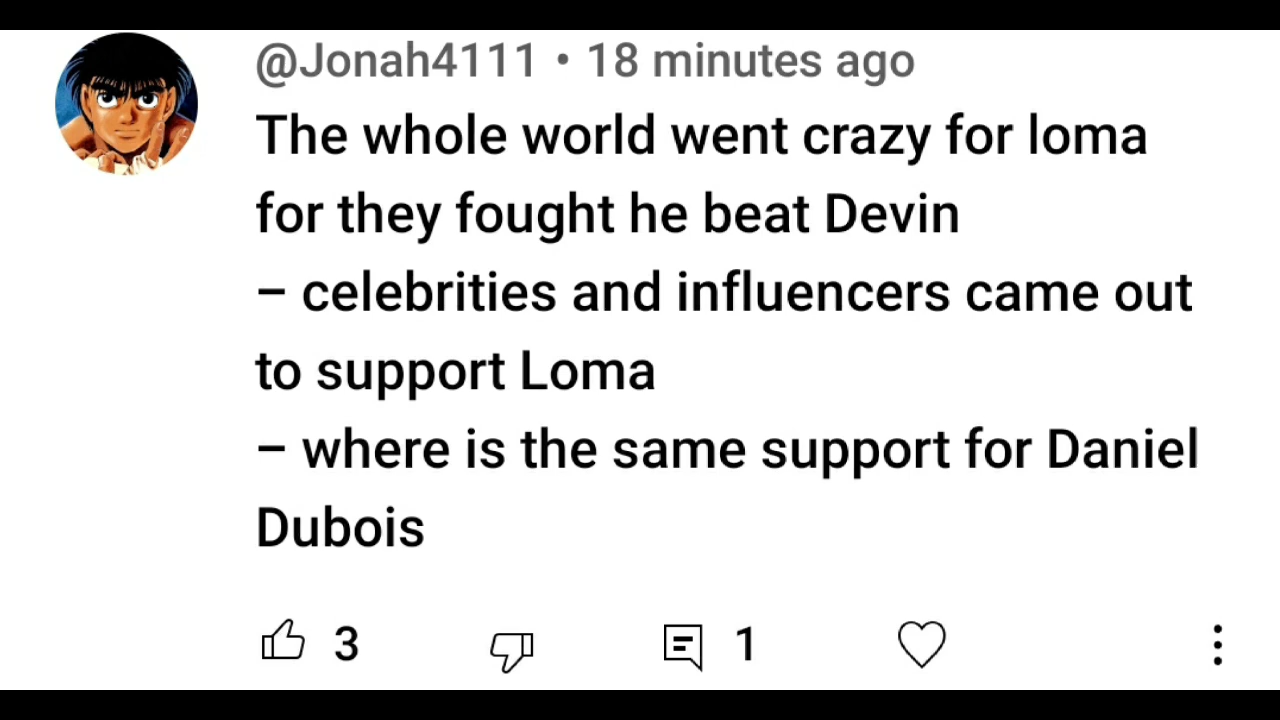 @Jonah4111 • 18 minutes ago
The whole world went crazy for loma
for they fought he beat Devin
– celebrities and influencers came out
to support Loma
– where is the same support for Daniel
Dubois
3 1